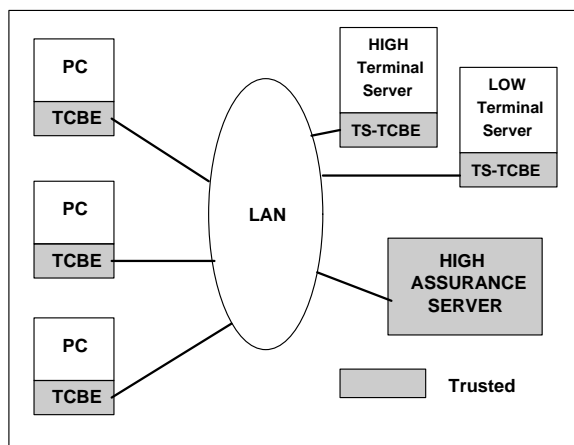 PC
TCBE
PC
TCBE
PC
TCBE
LAN
HIGH
Terminal
Server
TS-TCBE
LOW
Terminal
Server
TS-TCBE
HIGH
ASSURANCE
SERVER
Trusted